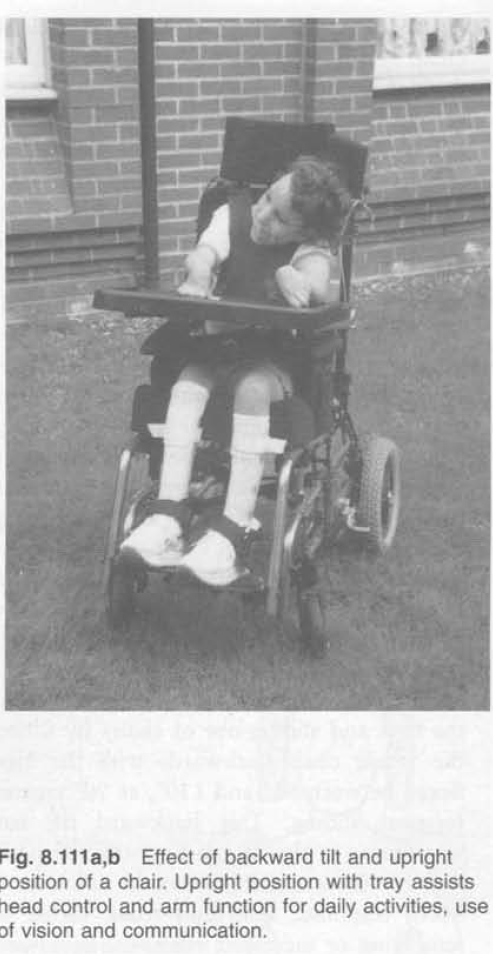 Fig. 8.111a,b Effect of backward tilt and upright
position of a chair. Upright position with tray assists
head control and arm function for daily activities, use
of vision and communication.